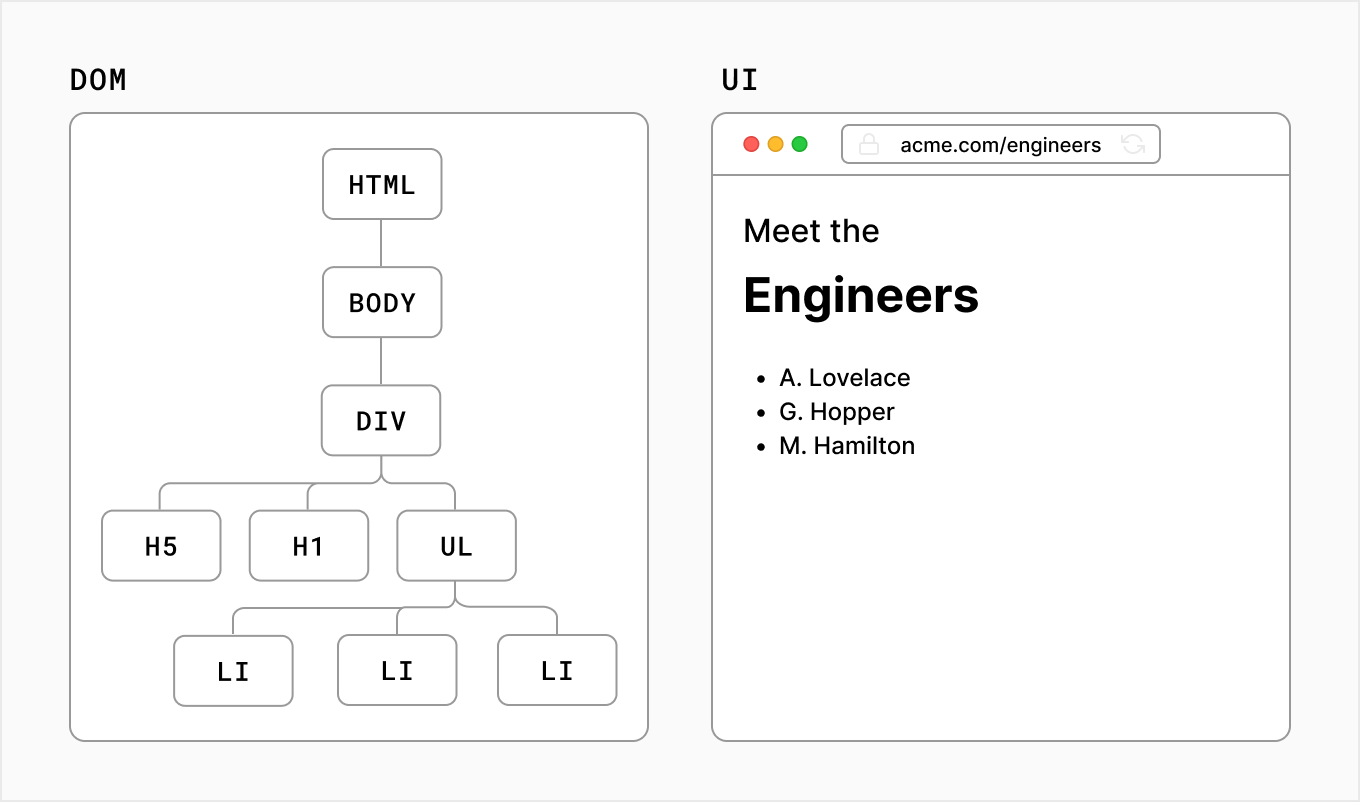 DOM
HTML
BODY
DIV
H5 H1 UL
LI LI LI
UI
acme.com/engineers
Meet the
Engineers
• A. Lovelace
• G. Hopper
• M. Hamilton